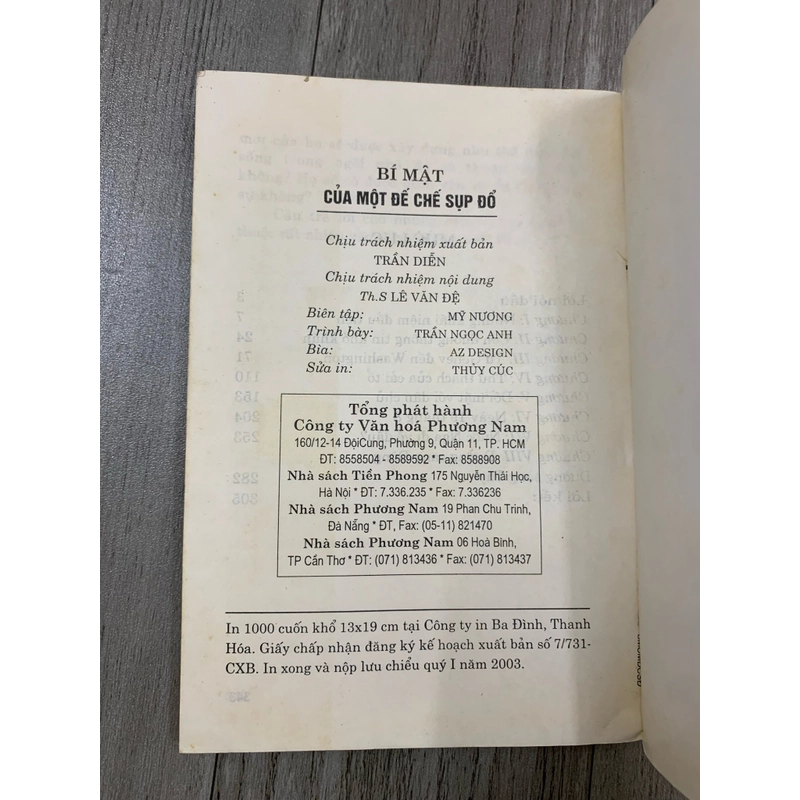 BÍ MẬT
CỦA MỘT ĐẾ CHẾ SỤP ĐỔ
Chịu trách nhiệm xuất bản
TRẦN DIỄN
Chịu trách nhiệm nội dung
Th.S LÊ VĂN ĐỆ
Biên tập: MỸ NƯƠNG
Trình bày: TRẦN NGỌC ANH
Bìa: AZ DESIGN
Sửa in: THỦY CÚC
Tổng phát hành
Công ty Văn hoá Phương Nam
160/12-14 ĐộiCung, Phường 9, Quận 11, TP. HCM
ĐT: 8558504 - 8589592 * Fax: 8588908
Nhà sách Tiền Phong 175 Nguyễn Thái Học,
Hà Nội * ĐT: 7.336.235 * Fax: 7.336236
Nhà sách Phương Nam 19 Phan Chu Trinh,
Đà Nẵng * ĐT, Fax: (05-11) 821470
Nhà sách Phương Nam 06 Hoà Bình,
TP Cần Thơ * ĐT: (071) 813436 * Fax: (071) 813437
In 1000 cuốn khổ 13x19 cm tại Công ty in Ba Đình, Thanh
Hóa. Giấy chấp nhận đăng ký kế hoạch xuất bản số 7/731-
CXB. In xong và nộp lưu chiểu quý I năm 2003.